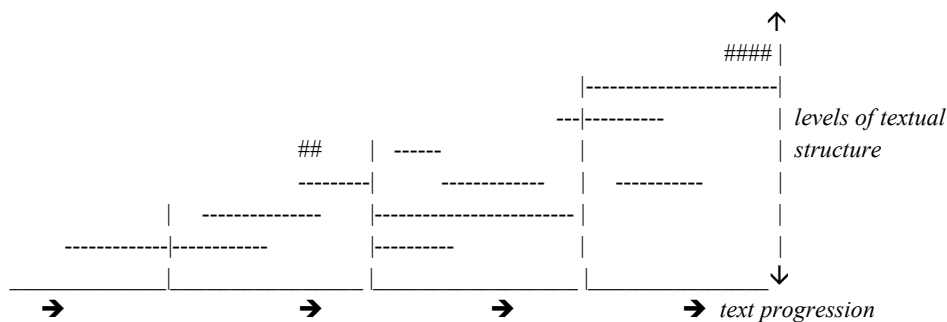 ####
levels of textual
##
structure
text progression